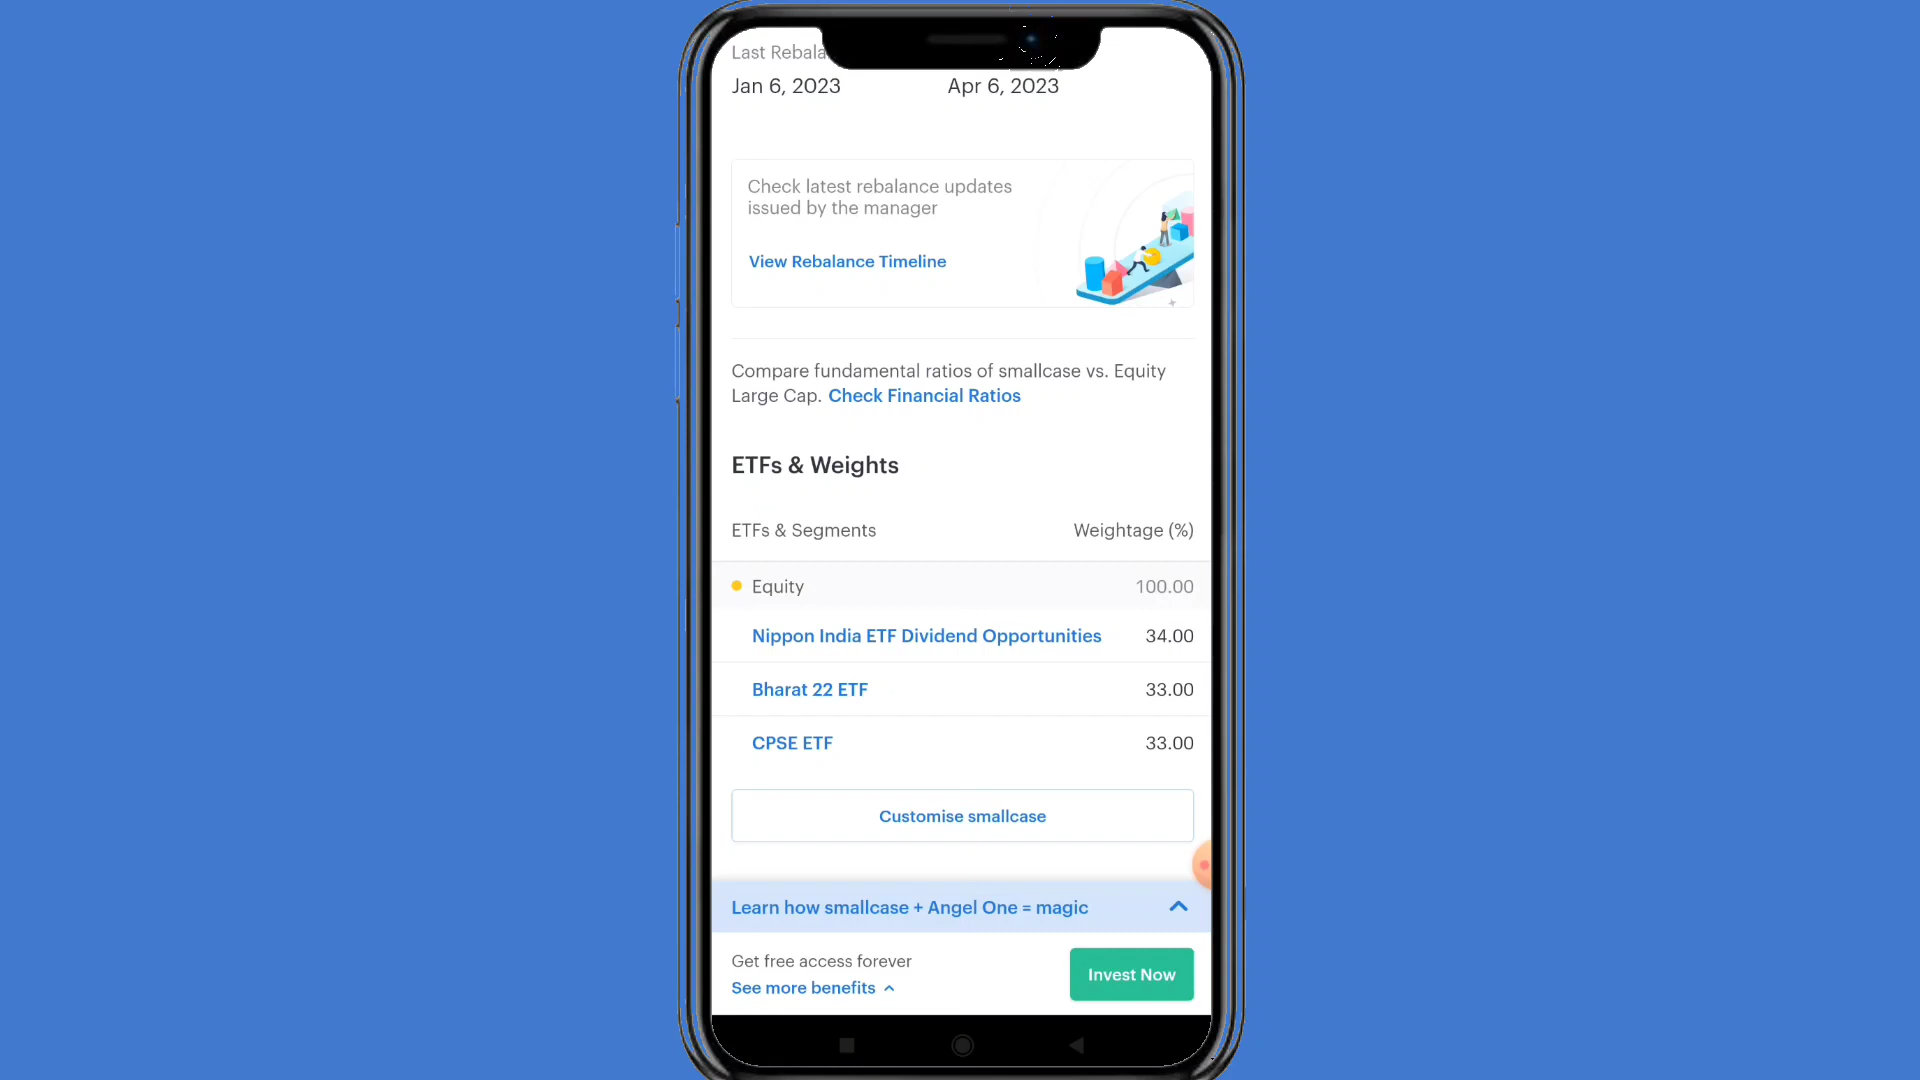 Last Rebala
Jan 6, 2023 Apr 6, 2023
Check latest rebalance updates
issued by the manager
View Rebalance Timeline
Compare fundamental ratios of smallcase vs. Equity
Large Cap. Check Financial Ratios
ETFs & Weights
ETFs & Segments Weightage (%)
Equity 100.00
Nippon India ETF Dividend Opportunities 34.00
Bharat 22 ETF 33.00
CPSE ETF 33.00
Customise smallcase
Learn how smallcase + Angel One = magic
Get free access forever
See more benefits
Invest Now